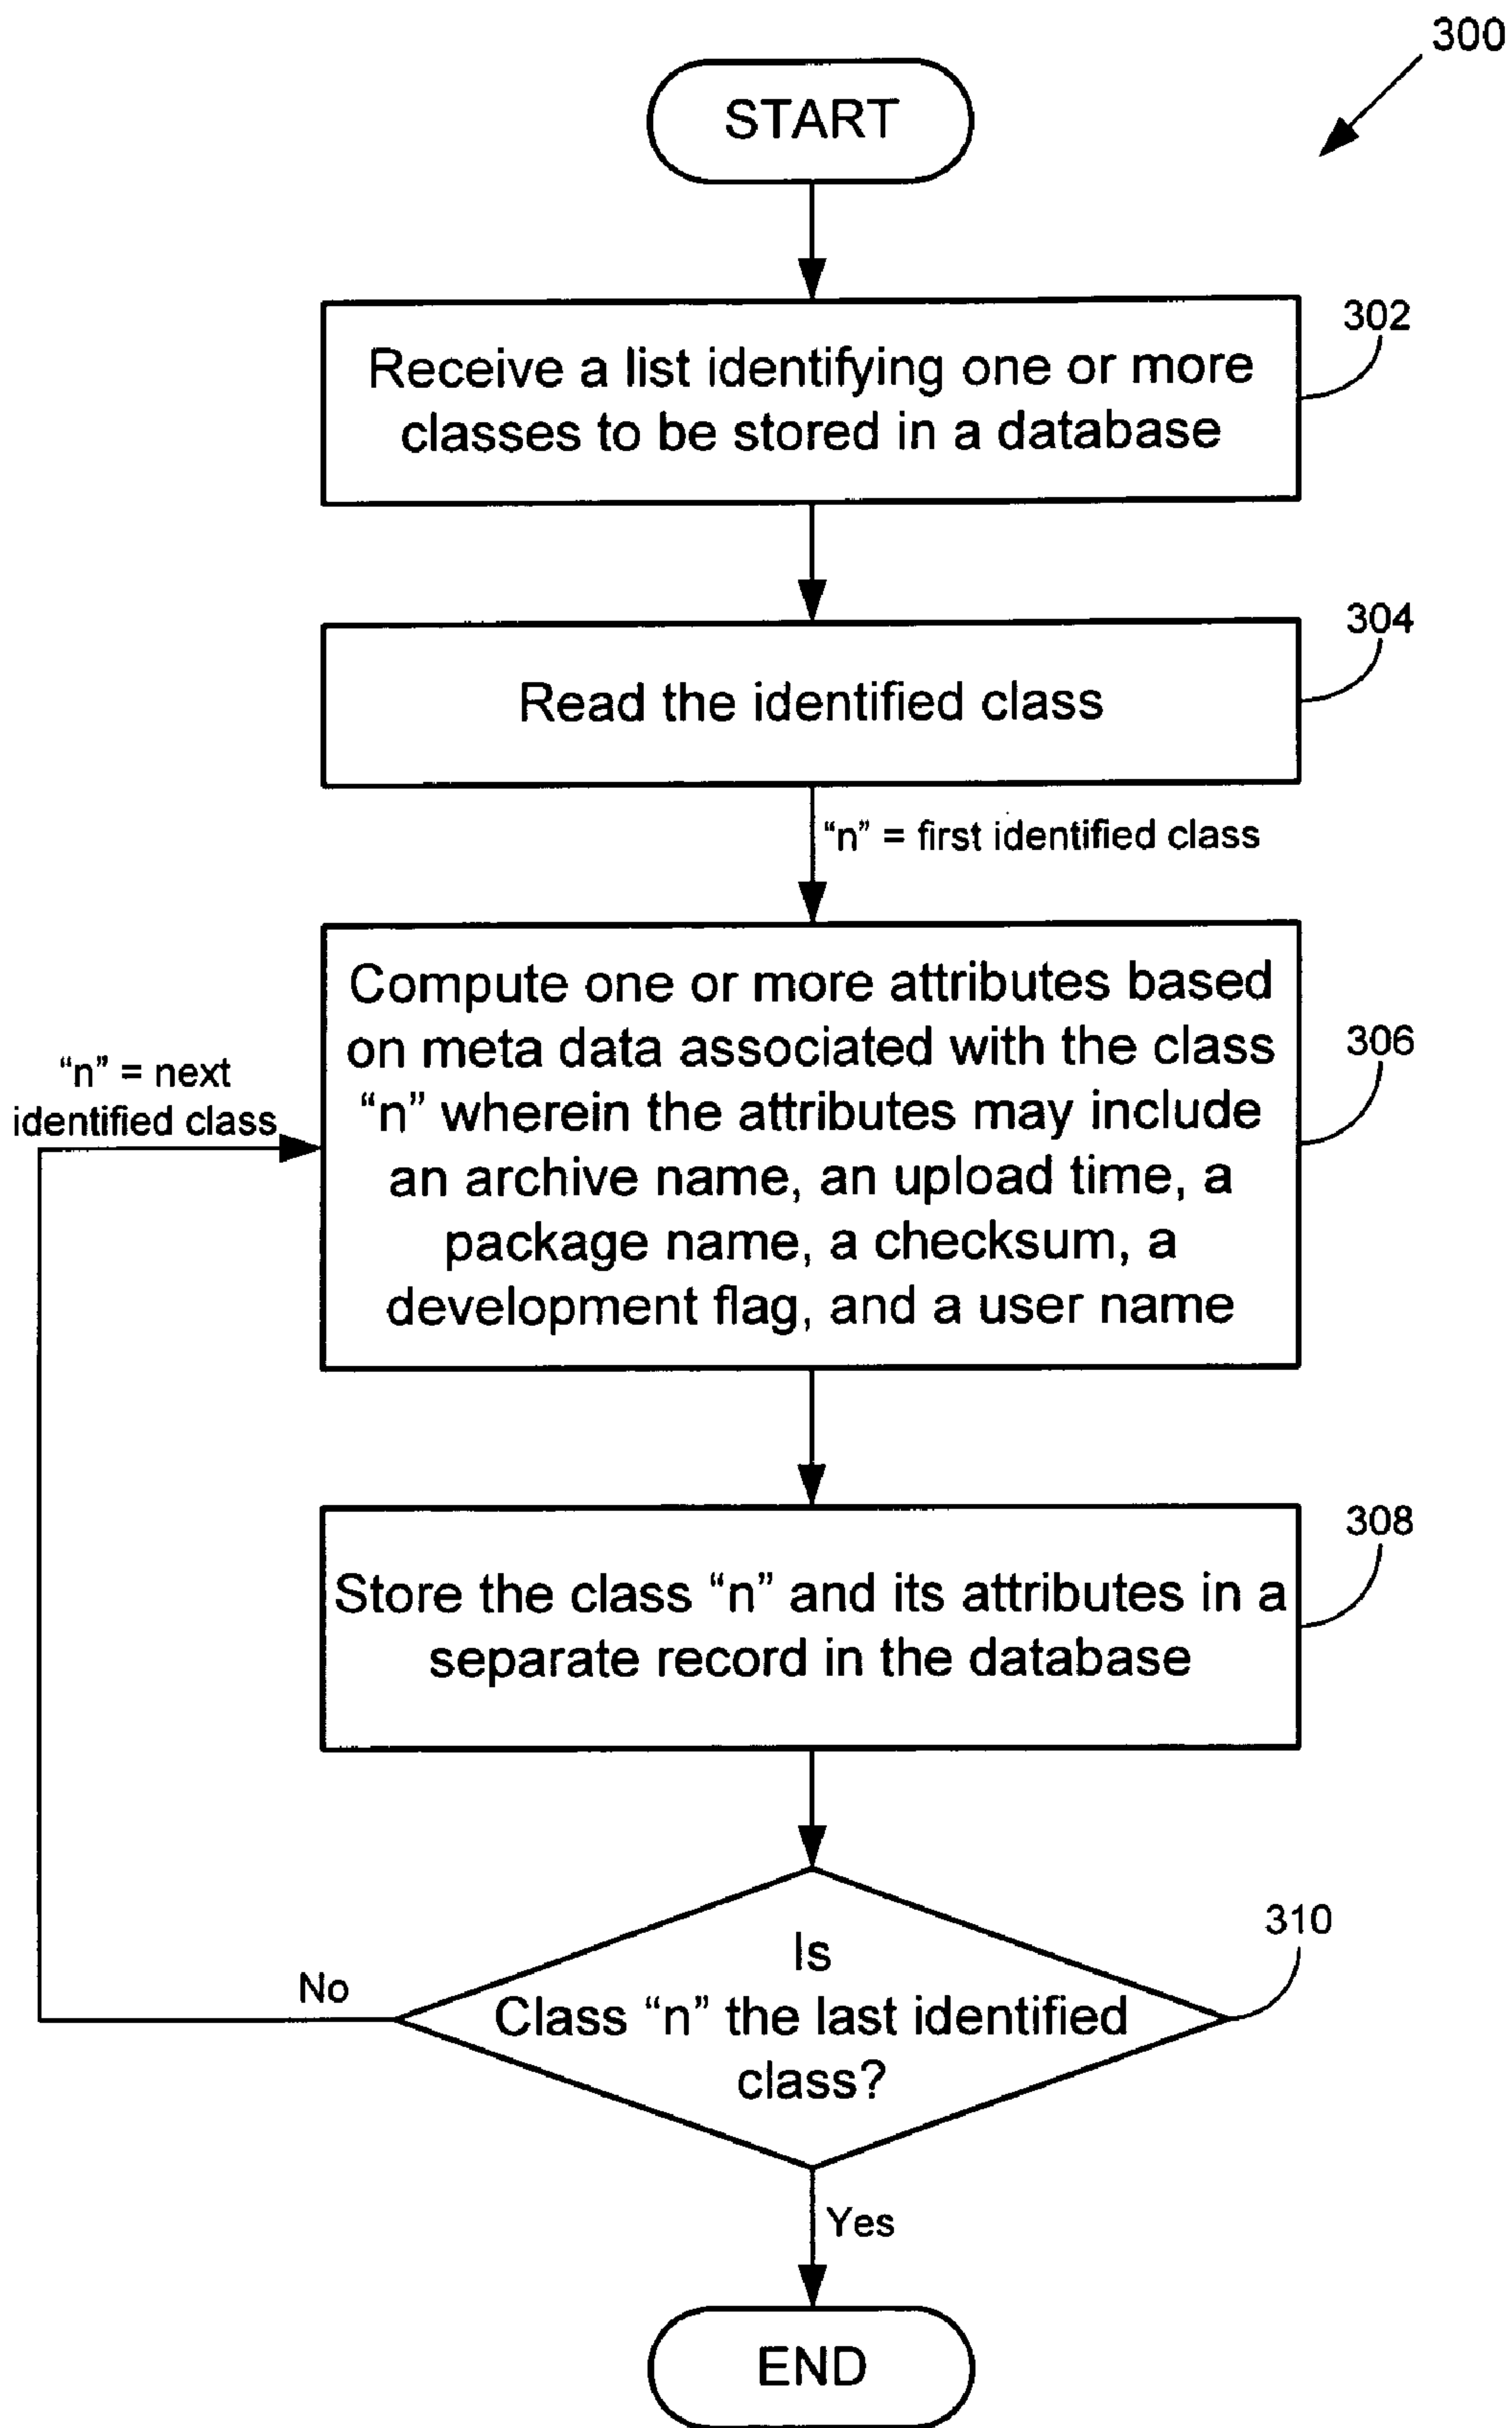 300
START
302
Receive a list identifying one or more
classes to be stored in a database
304
Read the identified class
“n” = first identified class
Compute one or more attributes based
on meta data associated with the class
“n” wherein the attributes may include
an archive name, an upload time, a
package name, a checksum, a
development flag, and a user name
306
“n” = next
identified class
308
Store the class “n” and its attributes in a
separate record in the database
310
Is
Class “n” the last identified
class?
No
Yes
END